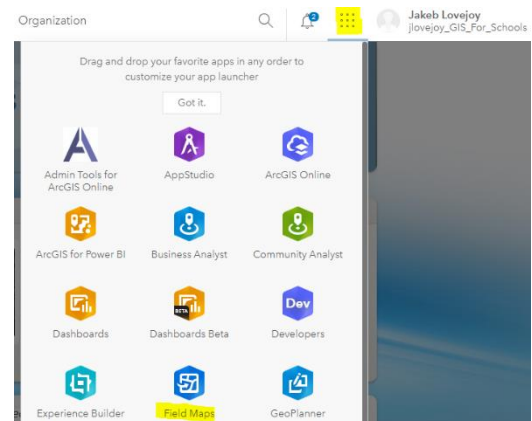 Organization
2
Jakeb Lovejoy
jlovejoy_GIS_For_Schools
Drag and drop your favorite apps in any order to
customize your app launcher
Got it.
Admin Tools for
ArcGIS Online
AppStudio
ArcGIS Online
ArcGIS for Power BI
Business Analyst
Community Analyst
BETA
Dev
Dashboards
Dashboards Beta
Developers
Experience Builder
Field Maps
GeoPlanner